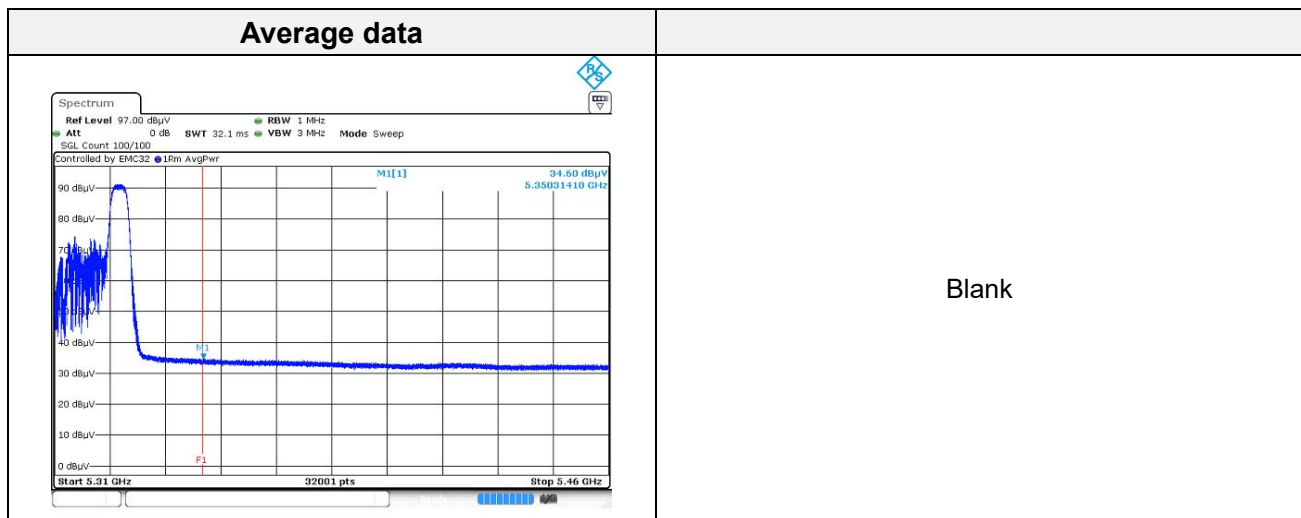 Average data
R S
Spectrum
Ref Level 97.00 dBµV RBW 1 MHz
Att 0 dB SWT 32.1 ms VBW 3 MHz Mode Sweep
SGL Count 100/100
Controlled by EMC32 1Rm AvgPwr
M1[1] 34.60 dBµV
5.35031410 GHz
90 dBµV
80 dBµV
40 dBµV
M1
30 dBµV
20 dBµV
10 dBµV
F1
0 dBµV
Start 5.31 GHz 32001 pts Stop 5.46 GHz
Blank